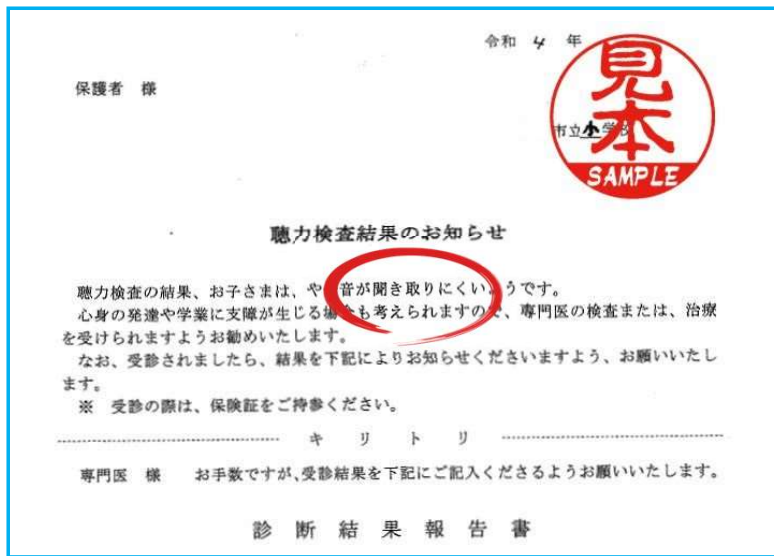 令和 4 年
保護者 様
見本
市立小学
SAMPLE
聴力検査結果のお知らせ
聴力検査の結果、お子さまは、や 音が聞き取りにくい うです。
心身の発達や学業に支障が生じる場合も考えられますので、専門医の検査または、治療
を受けられますようお勧めいたします。
なお、受診されましたら、結果を下記によりお知らせくださいますよう、お願いいたし
ます。
※ 受診の際は、保険証をご持参ください。
キ リ ト リ
専門医 様 お手数ですが、受診結果を下記にご記入くださるようお願いいたします。
診 断 結 果 報 告 書